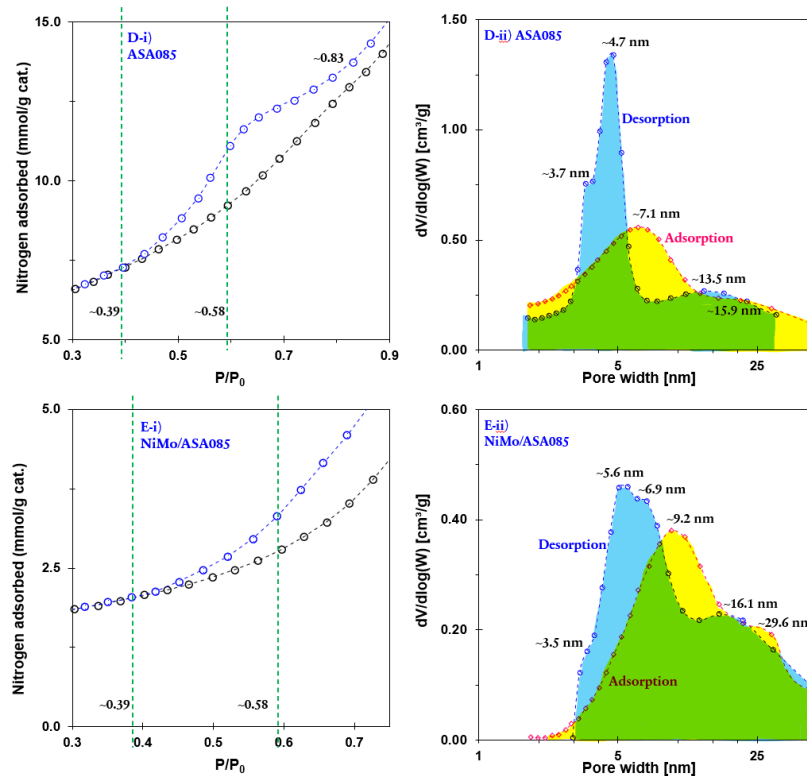 D-i)
ASA085
~0.83
15.0
10.0
5.0
~0.39
~0.58
0.3
0.5
0.7
0.9
P/P0
Nitrogen adsorbed (mmol/g cat.)
D-ii) ASA085
~4.7 nm
Desorption
~3.7 nm
~7.1 nm
Adsorption
~13.5 nm
~15.9 nm
1.50
1.00
0.50
0.00
1
5
25
Pore width [nm]
dV/dlog(W) [cm³/g]
E-i)
NiMo/ASA085
5.0
2.5
0.0
~0.39
~0.58
0.3
0.4
0.5
0.6
0.7
P/P0
Nitrogen adsorbed (mmol/g cat.)
E-ii)
NiMo/ASA085
~5.6 nm
~6.9 nm
~9.2 nm
Desorption
~3.5 nm
~16.1 nm
~29.6 nm
Adsorption
0.60
0.40
0.20
0.00
1
5
25
Pore width [nm]
dV/dlog(W) [cm³/g]